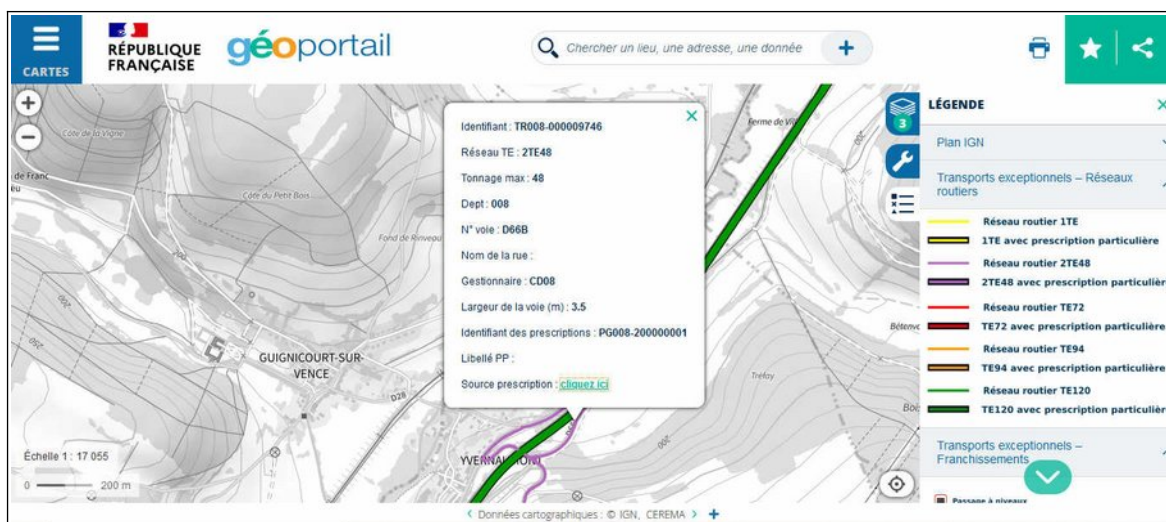 CARTES
RÉPUBLIQUE
FRANÇAISE
géoportail
Chercher un lieu, une adresse, une donnée
Côte de la Vigne
Côte du Petit Bois
Fond de Rinveau
GUIGNICOURT-SUR-
VENCE
D28
YVERNAUMONT
Tréfay
200
250
Échelle 1 : 17 055
0 200 m
Identifiant : TR008-000009746
Réseau TE : 2TE48
Tonnage max : 48
Dept : 008
N° voie : D66B
Nom de la rue :
Gestionnaire : CD08
Largeur de la voie (m) : 3.5
Identifiant des prescriptions : PG008-200000001
Libellé PP :
Source prescription : cliquez ici
3
LÉGENDE
Plan IGN
Transports exceptionnels – Réseaux
routiers
Réseau routier 1TE
1TE avec prescription particulière
Réseau routier 2TE48
2TE48 avec prescription particulière
Réseau routier TE72
TE72 avec prescription particulière
Réseau routier TE94
TE94 avec prescription particulière
Réseau routier TE120
TE120 avec prescription particulière
Transports exceptionnels –
Franchissements
Passage à niveaux
Données cartographiques : © IGN, CEREMA